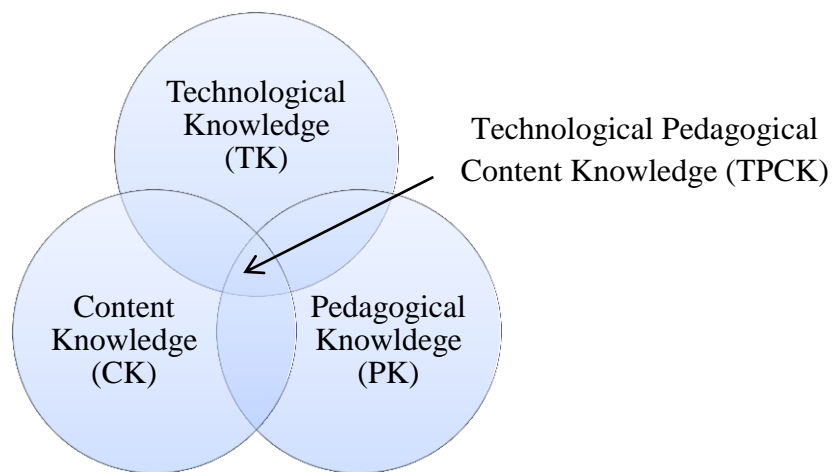 Technological
Knowledge
(TK)
Technological Pedagogical
Content Knowledge (TPCK)
Content
Knowledge
(CK)
Pedagogical
Knowldege
(PK)